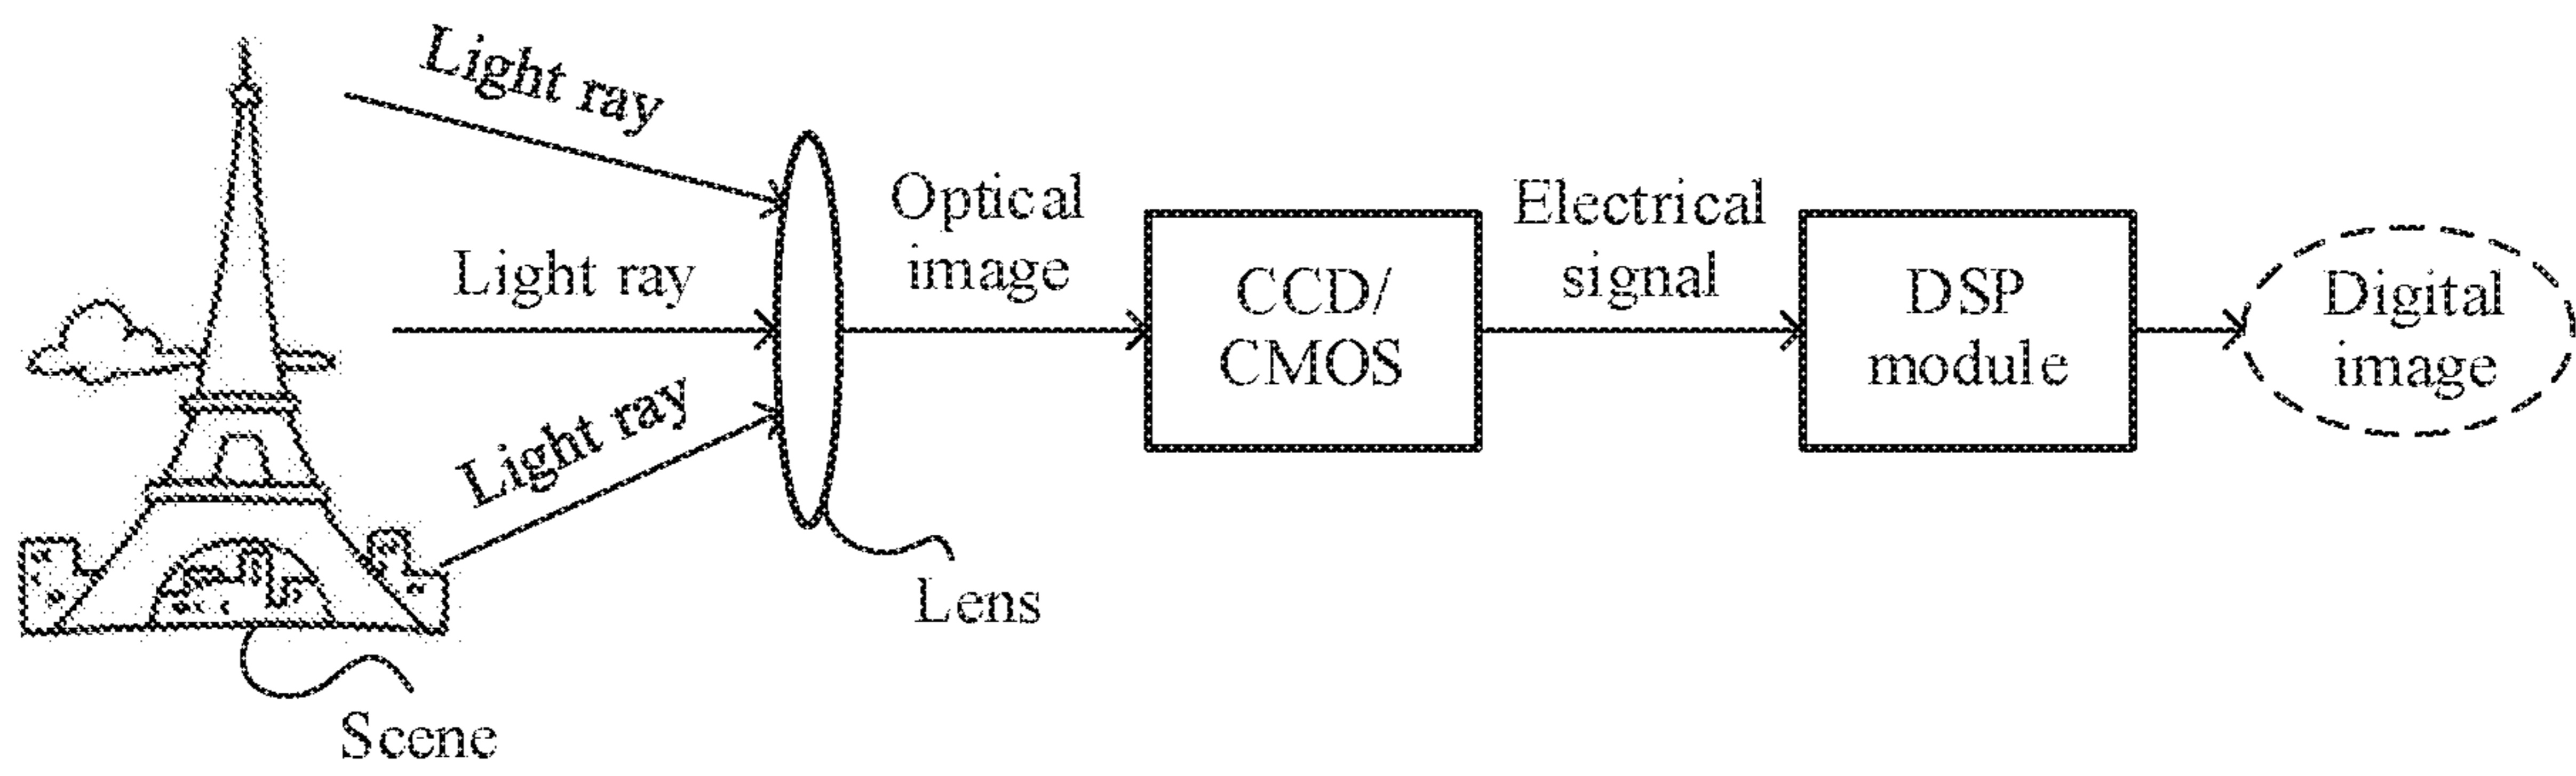 Light ray
Light ray
Light ray
Scene
Lens
Optical
image
CCD/
CMOS
Electrical
signal
DSP
module
Digital
image